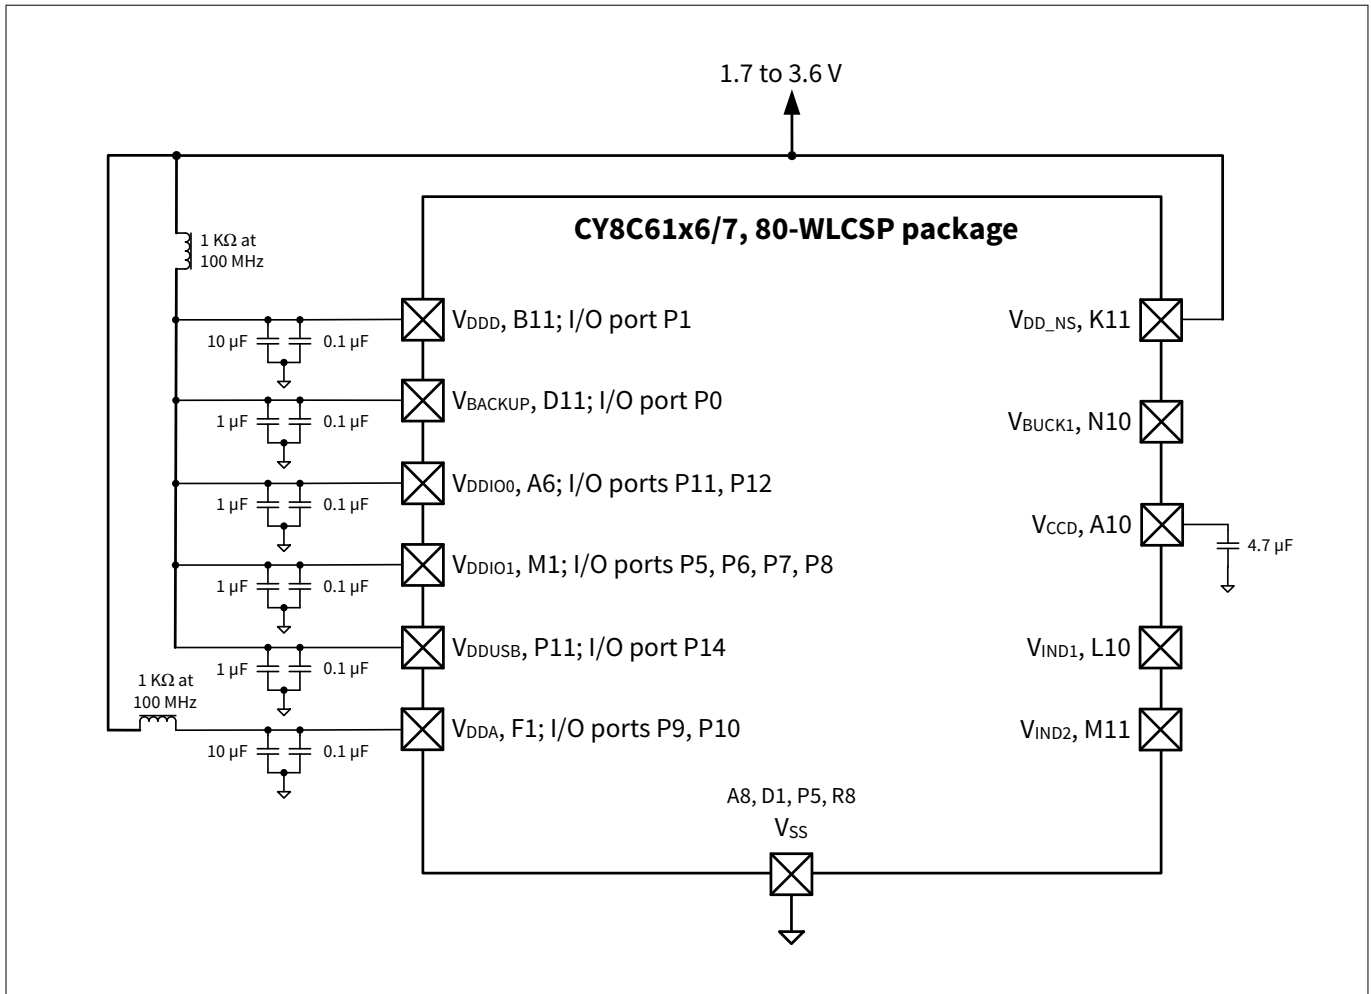 1.7 to 3.6 V
CY8C61x6/7, 80-WLCSP package
1 KΩ at
100 MHz
VDDD, B11; I/O port P1
VDD_NS, K11
10 µF
0.1 µF
VBACKUP, D11; I/O port P0
VBUCK1, N10
1 µF
0.1 µF
VDDIO0, A6; I/O ports P11, P12
1 µF
0.1 µF
VCCD, A10
4.7 µF
VDDIO1, M1; I/O ports P5, P6, P7, P8
1 µF
0.1 µF
VDDUSB, P11; I/O port P14
VIND1, L10
1 µF
0.1 µF
1 KΩ at
100 MHz
VDDA, F1; I/O ports P9, P10
VIND2, M11
10 µF
0.1 µF
A8, D1, P5, R8
VSS